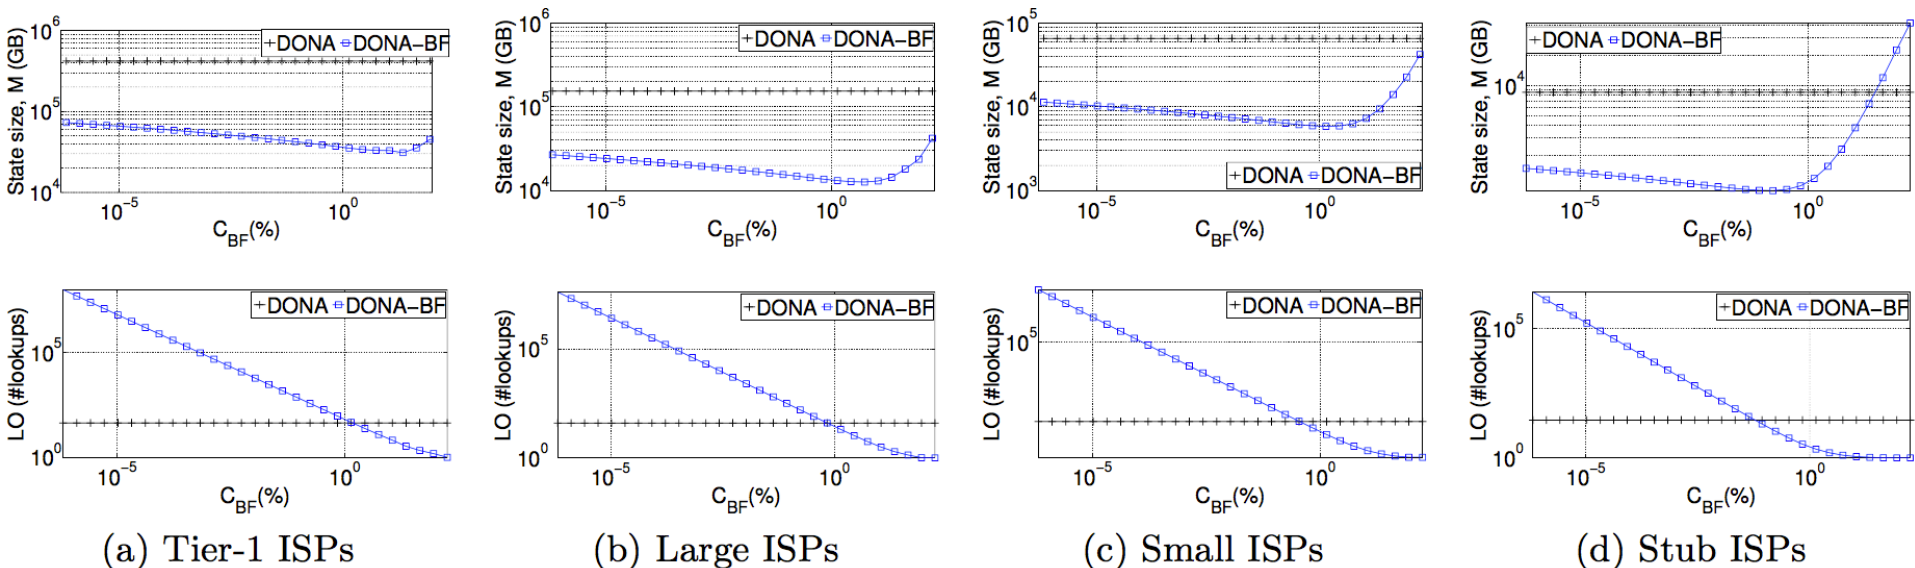 10^6
DONA DONA-BF
10^5
10^4
State size, M (GB)
10^-5 10^0
C_BF(%)
10^6
DONA DONA-BF
10^5
10^4
State size, M (GB)
10^-5 10^0
C_BF(%)
10^5
10^4
DONA DONA-BF
10^3
State size, M (GB)
10^-5 10^0
C_BF(%)
DONA DONA-BF
10^4
State size, M (GB)
10^-5 10^0
C_BF(%)
DONA DONA-BF
10^5
10^0
LO (#lookups)
10^-5 10^0
C_BF(%)
DONA DONA-BF
10^5
10^0
LO (#lookups)
10^-5 10^0
C_BF(%)
DONA DONA-BF
10^5
10^0
LO (#lookups)
10^-5 10^0
C_BF(%)
DONA DONA-BF
10^5
10^0
LO (#lookups)
10^-5 10^0
C_BF(%)
(a) Tier-1 ISPs
(b) Large ISPs
(c) Small ISPs
(d) Stub ISPs